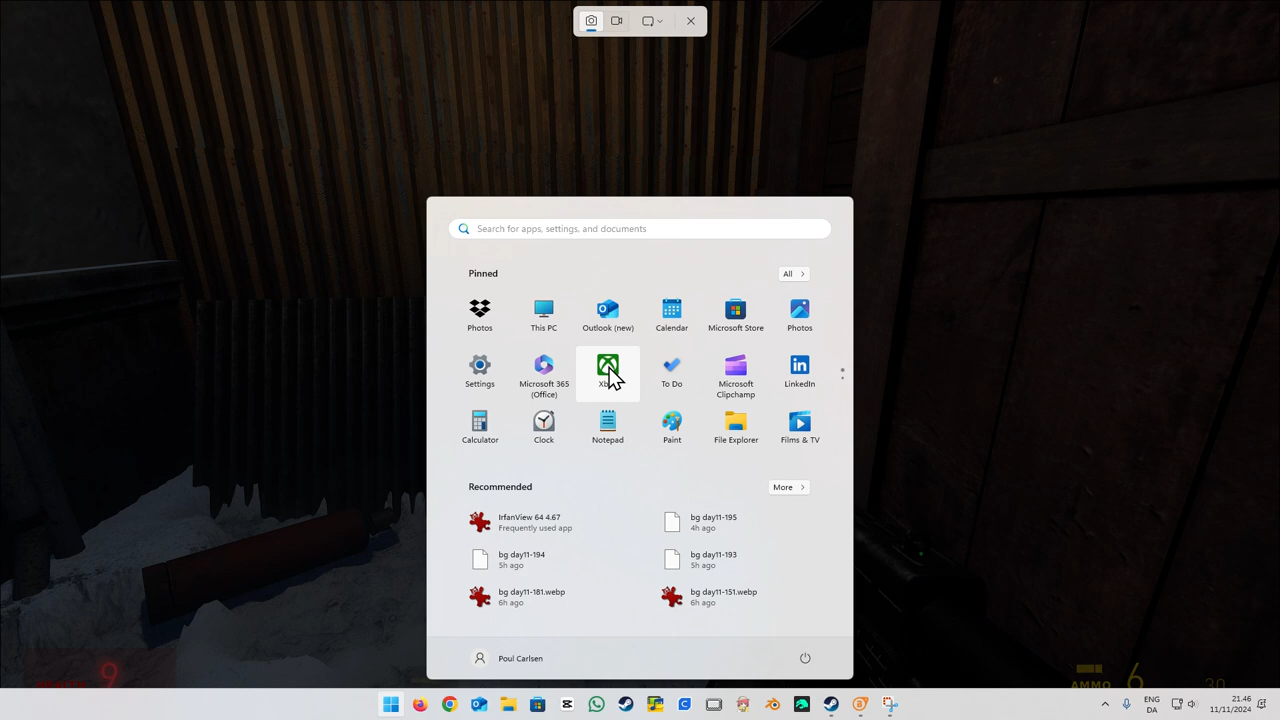 Search for apps, settings, and documents
Pinned
All
Photos
This PC
Outlook (new)
Calendar
Microsoft Store
Photos
Settings
Microsoft 365
(Office)
To Do
Microsoft
Clipchamp
LinkedIn
Calculator
Clock
Notepad
Paint
File Explorer
Films & TV
Recommended
More
IrfanView 64 4.67
Frequently used app
bg day11-195
4h ago
bg day11-194
5h ago
bg day11-193
5h ago
bg day11-181.webp
6h ago
bg day11-151.webp
6h ago
Poul Carlsen
9
AMMO 6 30
ENG
DA
21.46
11/11/2024